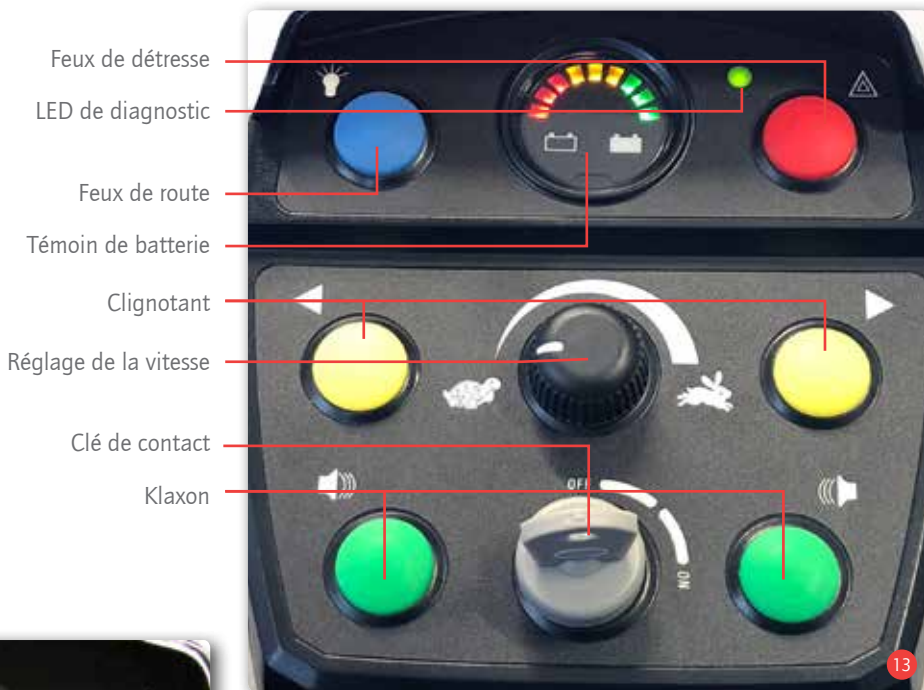 Feux de détresse
LED de diagnostic
Feux de route
Témoin de batterie
Clignotant
Réglage de la vitesse
Clé de contact
Klaxon
OFF
ON
13